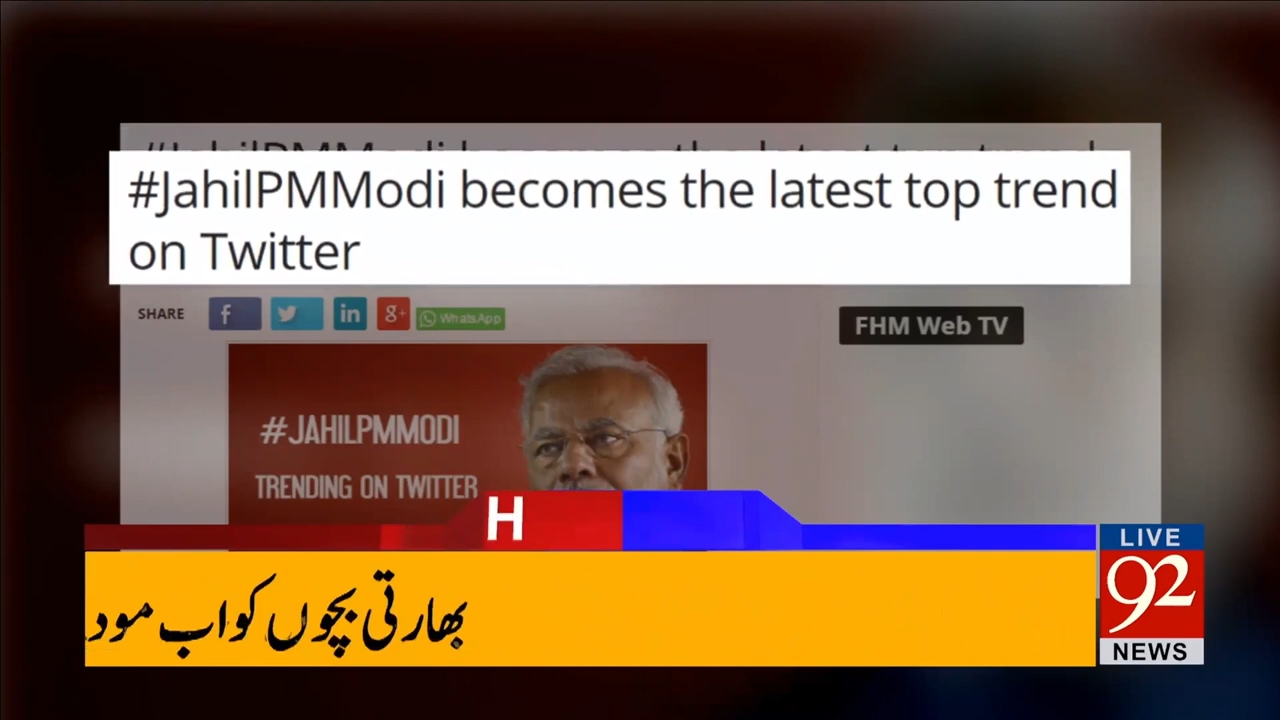 #JahilPMModi becomes the latest top trend
on Twitter
SHARE
WhatsApp
FHM Web TV
#JAHILPMMODI
TRENDING ON TWITTER
H
بھارتی بچوں کو اب
LIVE
92
NEWS